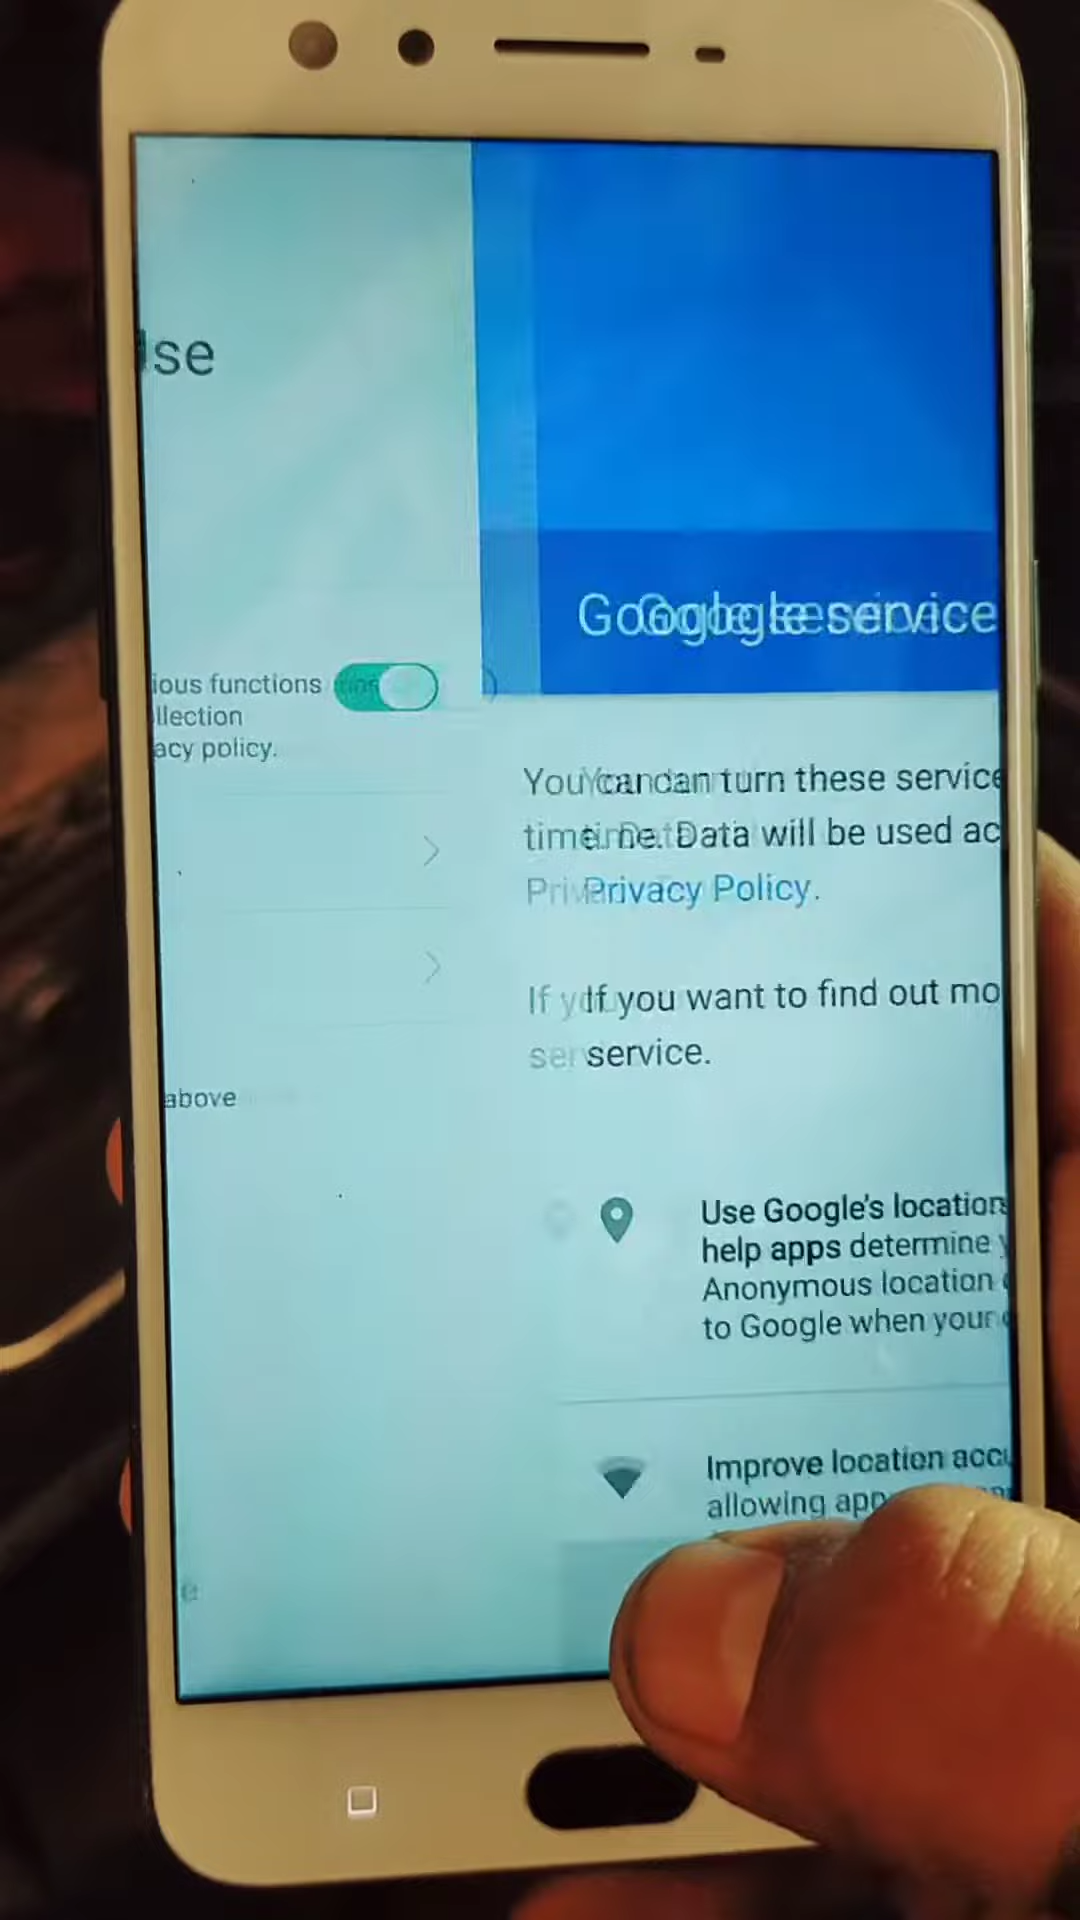 se
ious functions
llection
acy policy.
above
Google service
You can turn these service
time. Data will be used ac
Privacy Policy.
If you want to find out mo
service.
Use Google's location
help apps determine
Anonymous location
to Google when your
Improve location acc
allowing app